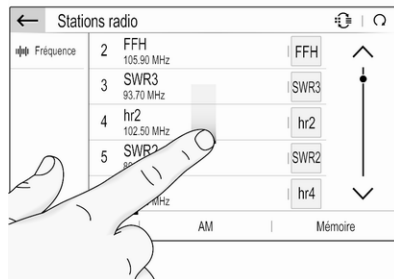 Stations radio
Fréquence
2 FFH FFH
105.90 MHz
3 SWR3 SWR3
93.70 MHz
4 hr2 hr2
102.50 MHz
5 SWR2 SWR2
hr4
MHz
AM Mémoire